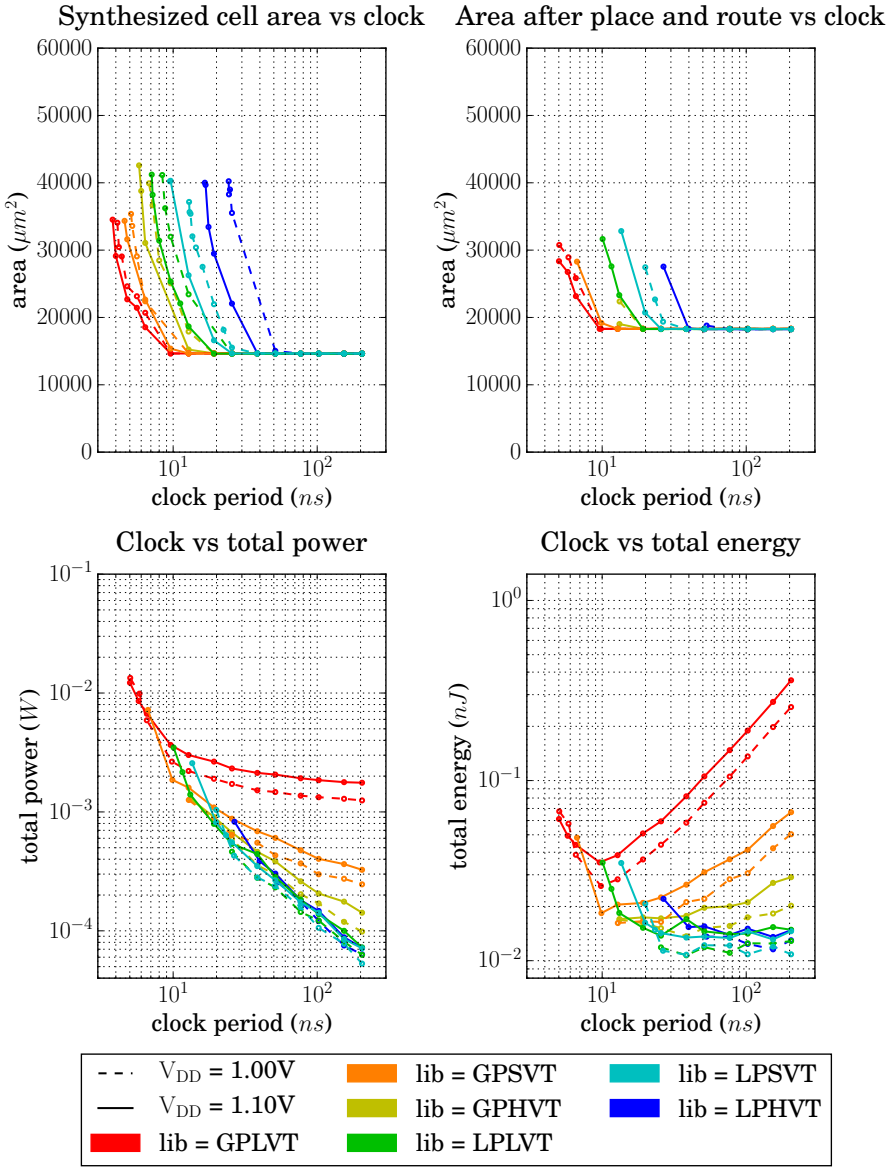 Synthesized cell area vs clock
60000
50000
40000
30000
20000
10000
0
area (μm²)
10¹
10²
clock period (ns)
Area after place and route vs clock
60000
50000
40000
30000
20000
10000
0
area (μm²)
10¹
10²
clock period (ns)
Clock vs total power
10⁻¹
10⁻²
10⁻³
10⁻⁴
total power (W)
10¹
10²
clock period (ns)
Clock vs total energy
10⁰
10⁻¹
10⁻²
total energy (nJ)
10¹
10²
clock period (ns)
V_DD = 1.00V
V_DD = 1.10V
lib = GPLVT
lib = GPSVT
lib = GPHVT
lib = LPLVT
lib = LPSVT
lib = LPHVT